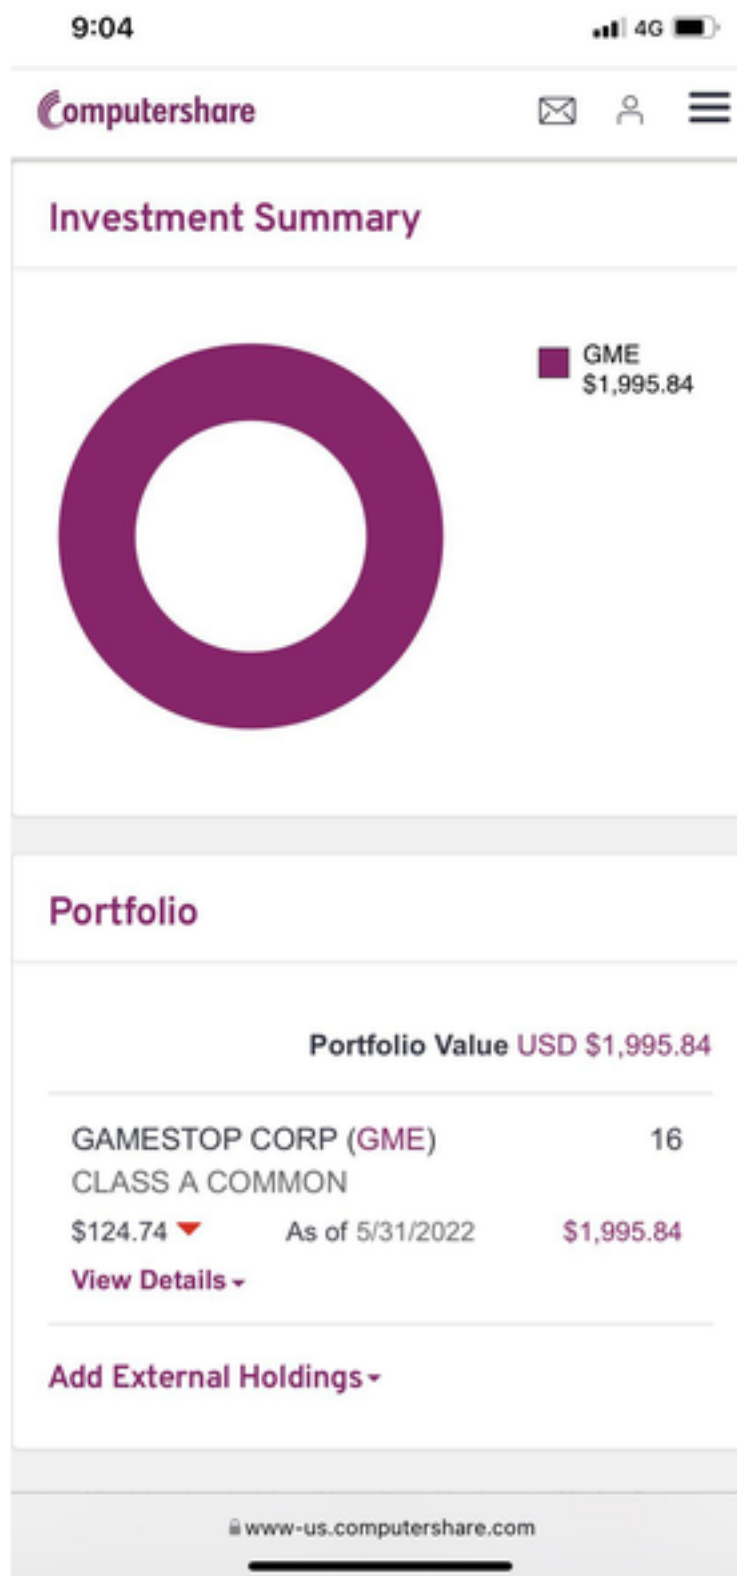 9:04
4G
Computershare
Investment Summary
GME
$1,995.84
Portfolio
Portfolio Value USD $1,995.84
GAMESTOP CORP (GME) 16
CLASS A COMMON
$124.74 As of 5/31/2022 $1,995.84
View Details
Add External Holdings
www-us.computershare.com